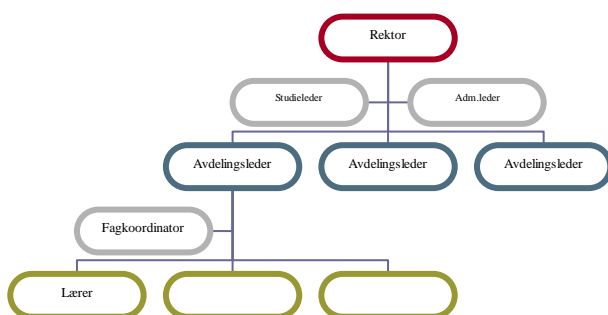 Rektor
Studieleder
Adm.leder
Avdelingsleder
Avdelingsleder
Avdelingsleder
Fagkoordinator
Lærer